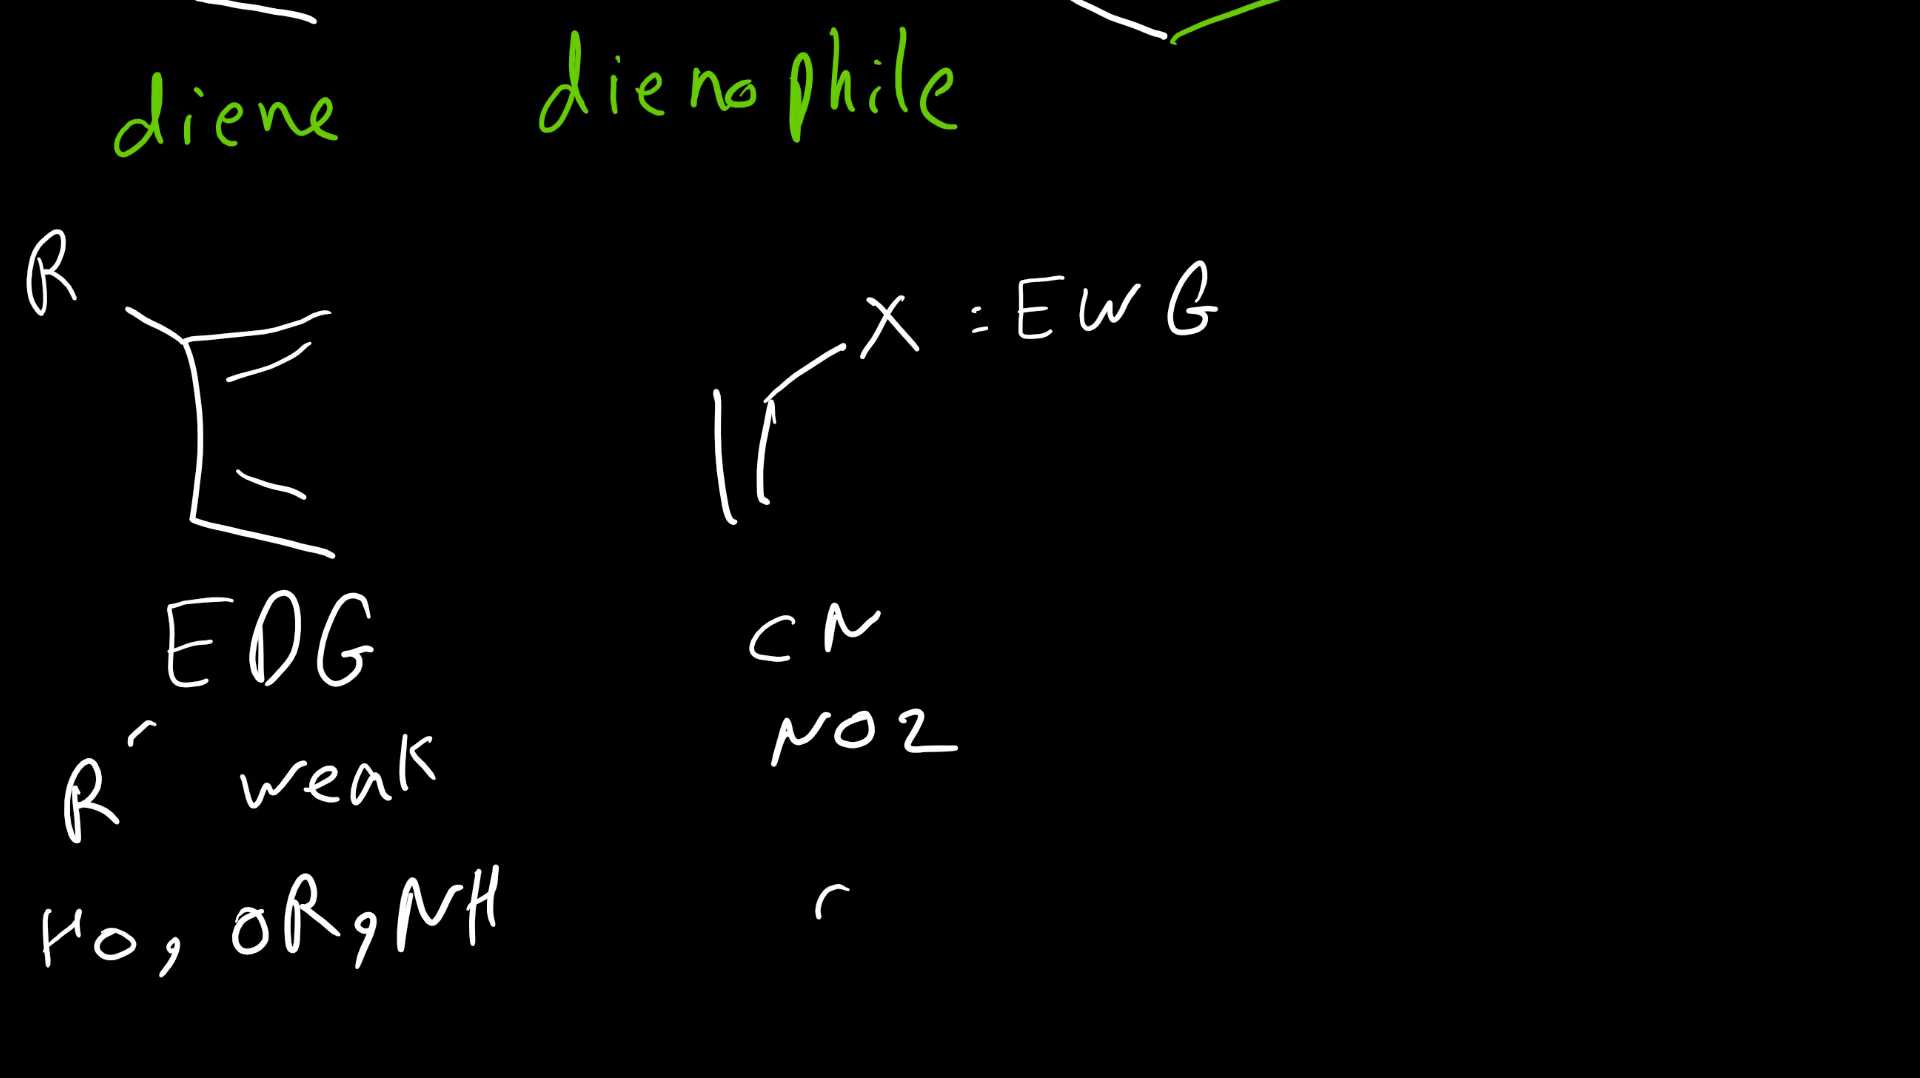 diene dienophile
R
X = EWG
EDG
CN
R weak
NO2
HO, OR, NH